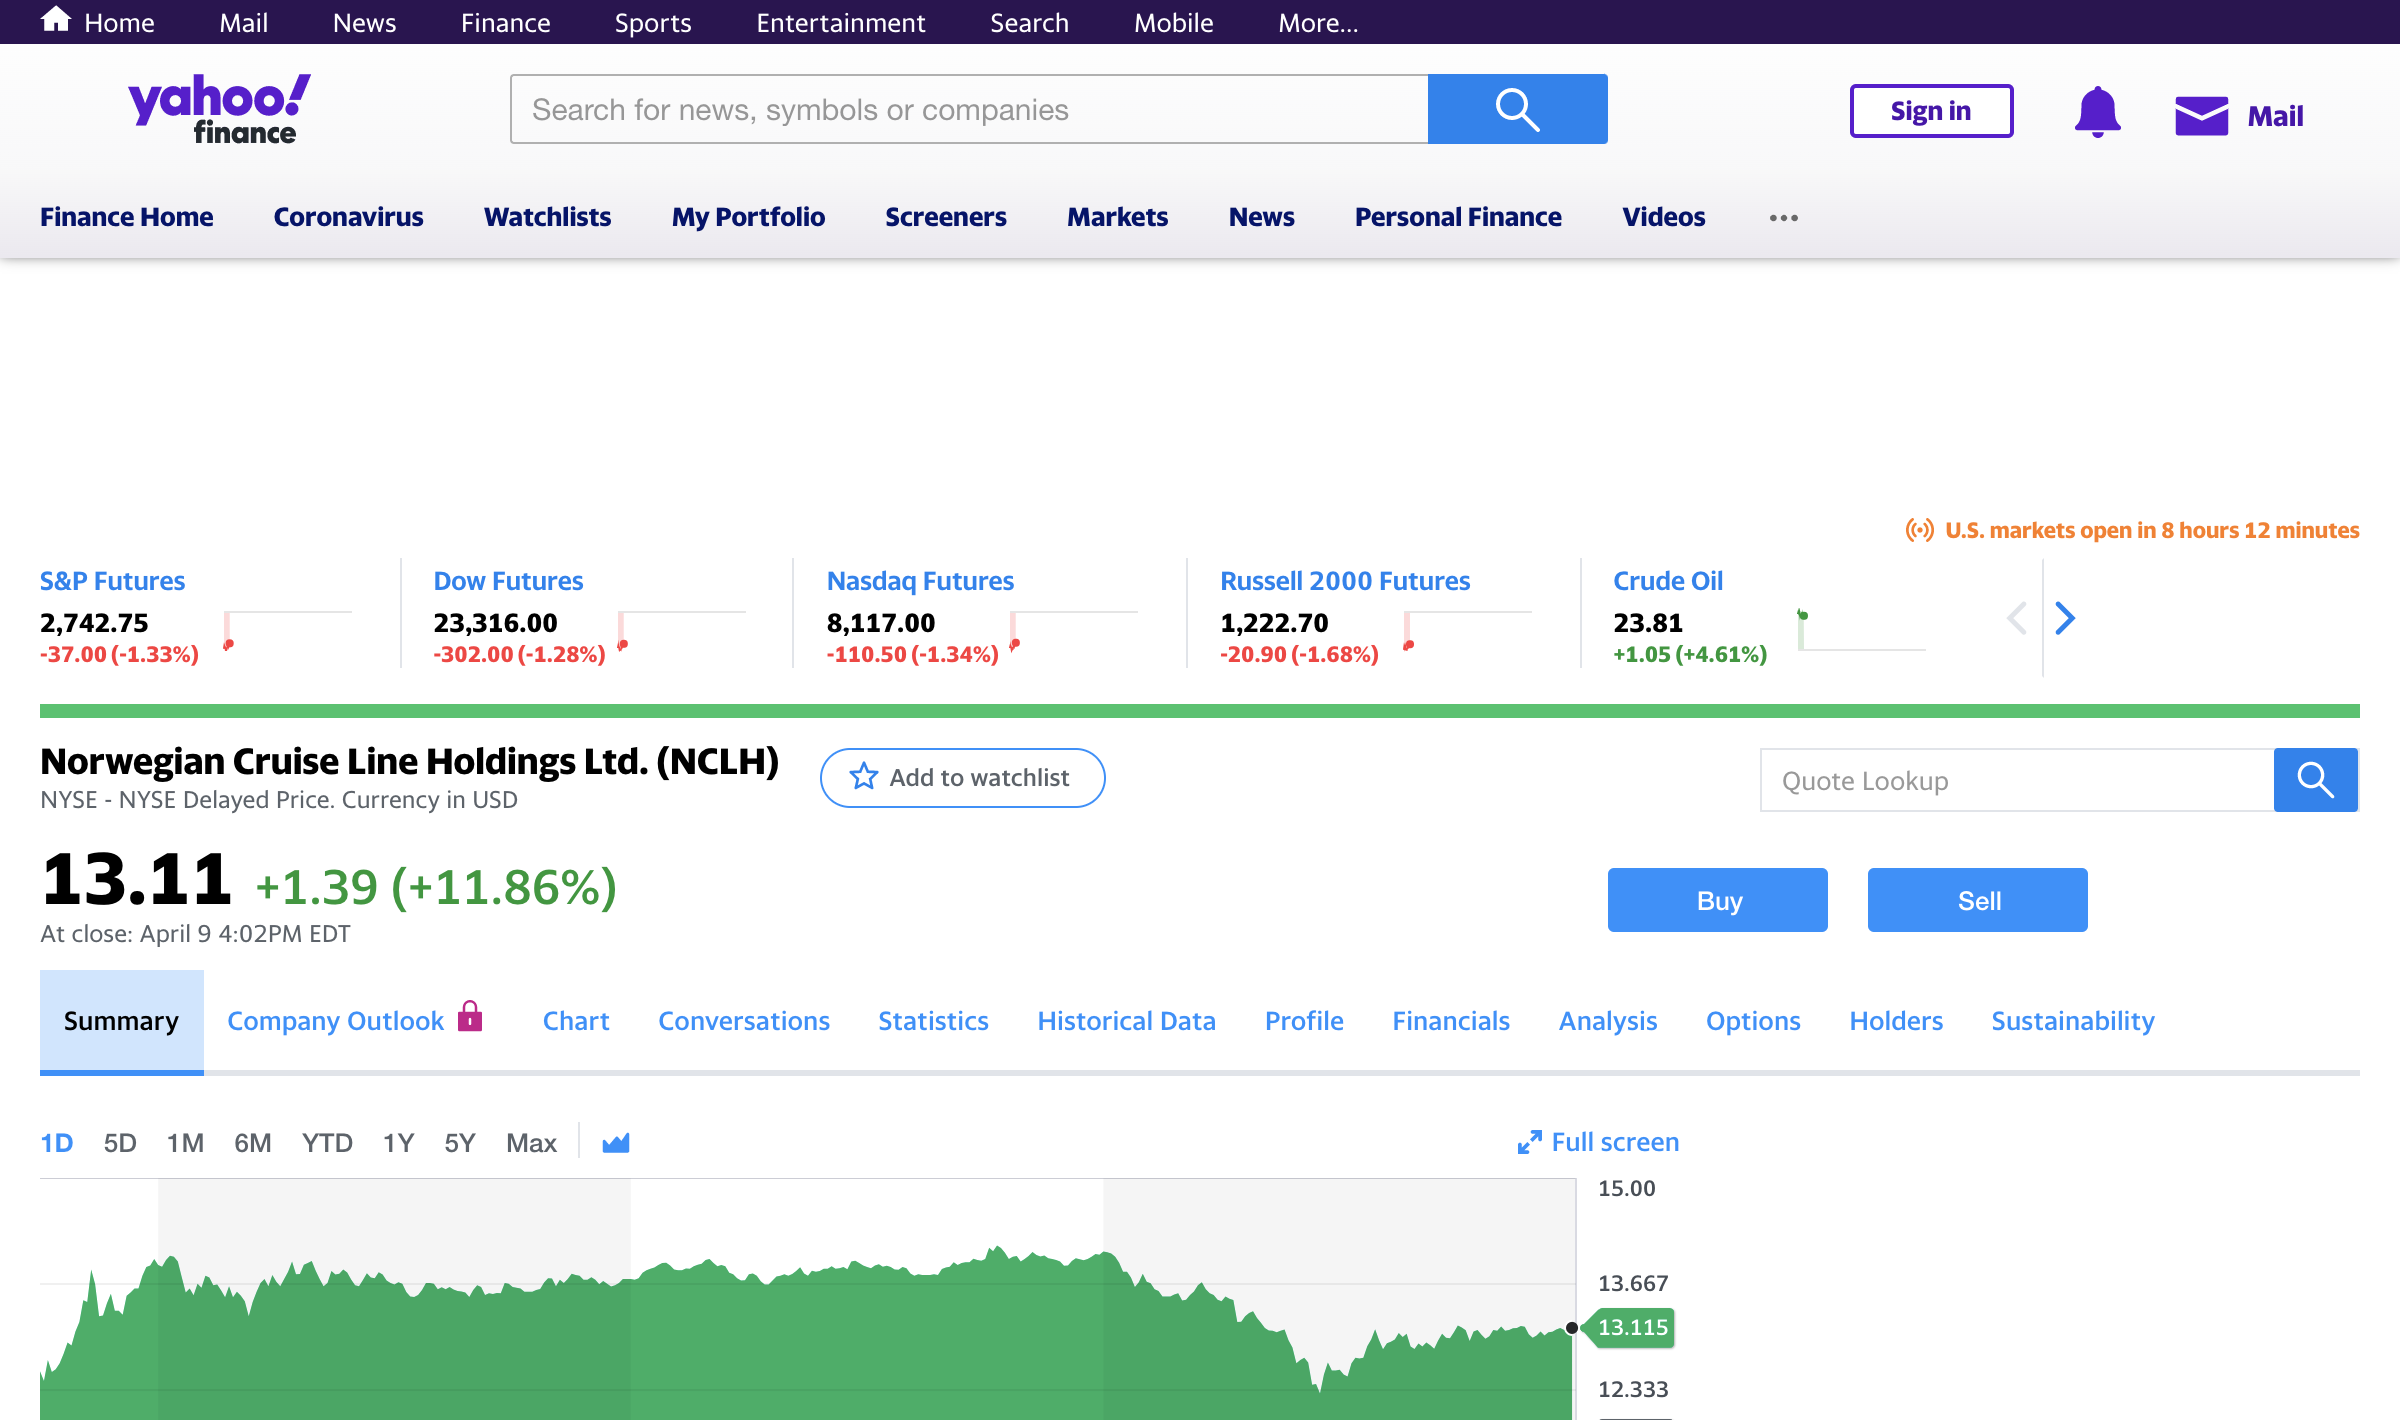 Home Mail News Finance Sports Entertainment Search Mobile More...
yahoo!
finance
Search for news, symbols or companies
Sign in
Mail
Finance Home Coronavirus Watchlists My Portfolio Screeners Markets News Personal Finance Videos
U.S. markets open in 8 hours 12 minutes
S&P Futures
2,742.75
-37.00 (-1.33%)
Dow Futures
23,316.00
-302.00 (-1.28%)
Nasdaq Futures
8,117.00
-110.50 (-1.34%)
Russell 2000 Futures
1,222.70
-20.90 (-1.68%)
Crude Oil
23.81
+1.05 (+4.61%)
Norwegian Cruise Line Holdings Ltd. (NCLH)
NYSE - NYSE Delayed Price. Currency in USD
Add to watchlist
Quote Lookup
13.11 +1.39 (+11.86%)
At close: April 9 4:02PM EDT
Buy Sell
Summary Company Outlook Chart Conversations Statistics Historical Data Profile Financials Analysis Options Holders Sustainability
1D 5D 1M 6M YTD 1Y 5Y Max
Full screen
15.00
13.667
13.115
12.333